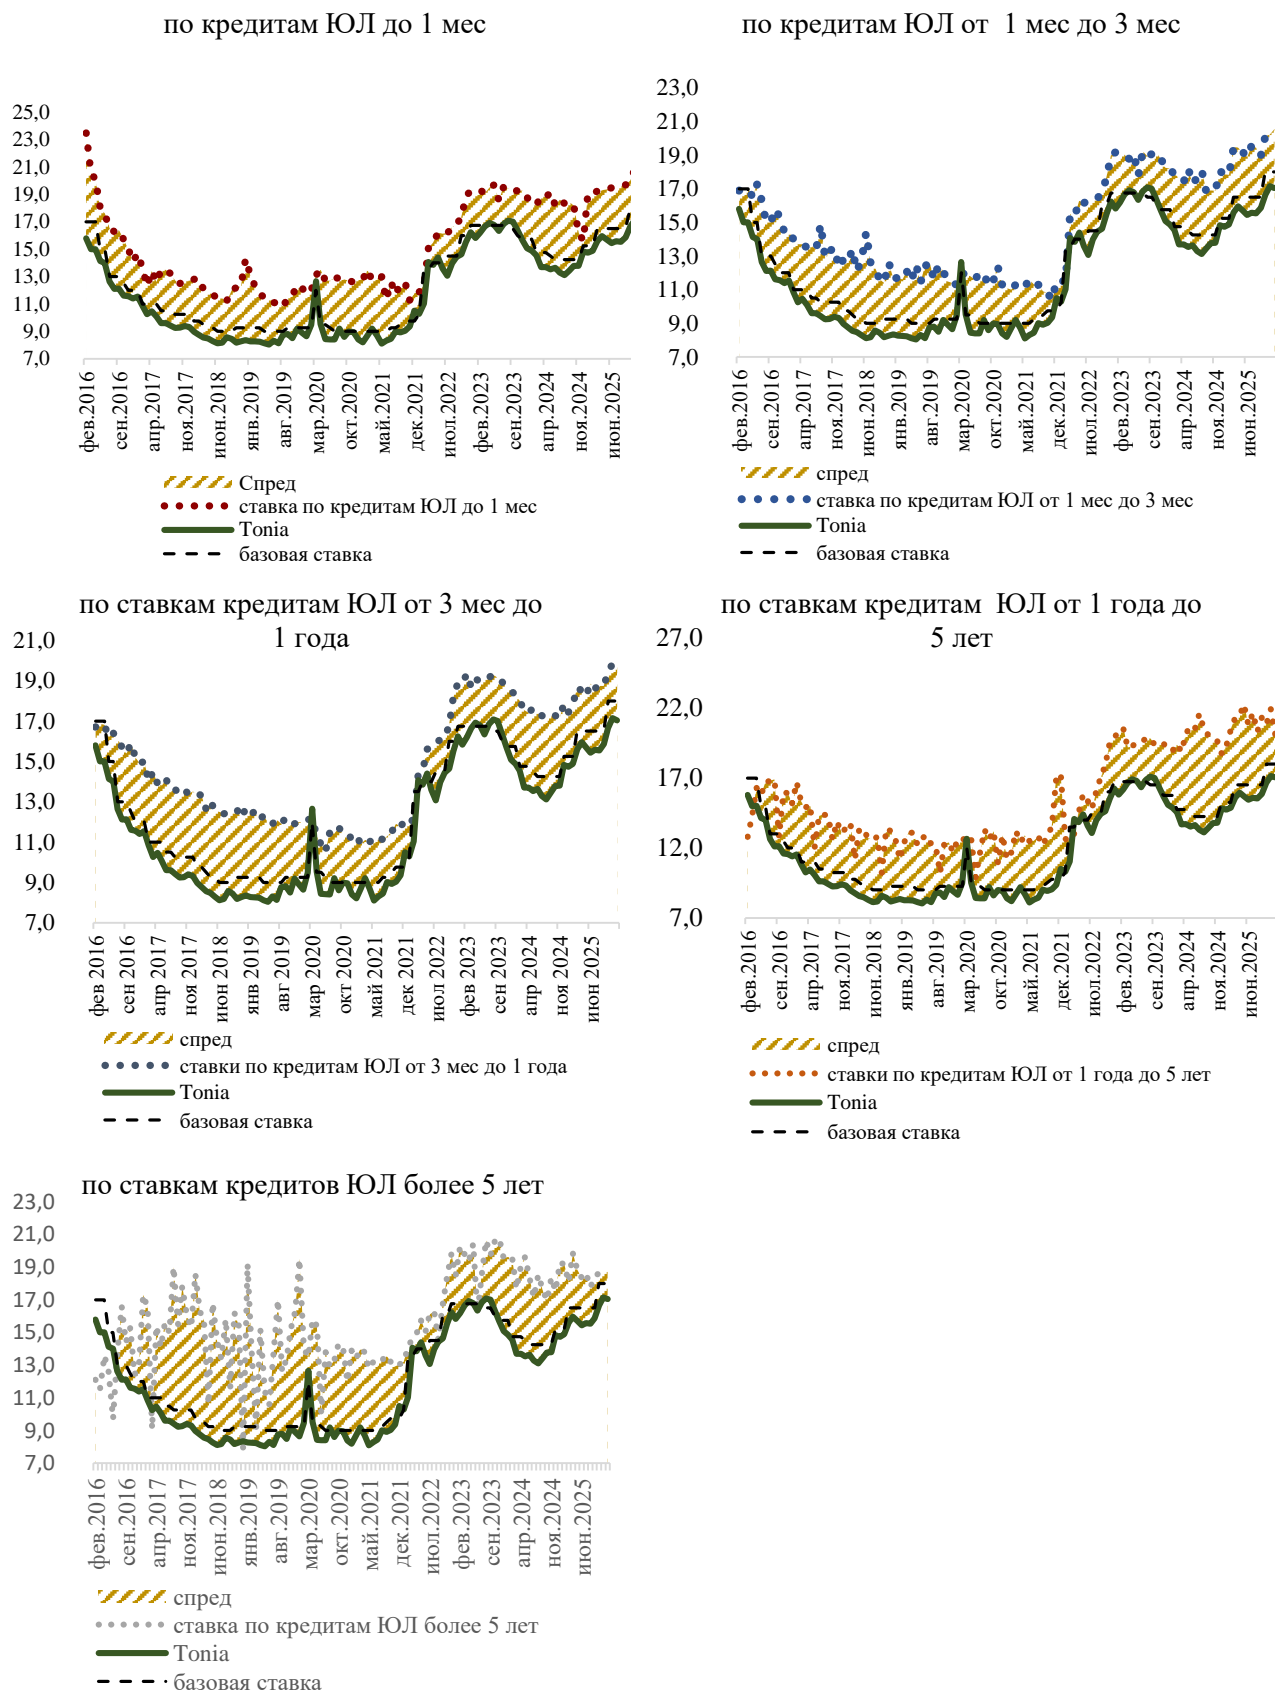 по кредитам ЮЛ до 1 мес
25,0
23,0
21,0
19,0
17,0
15,0
13,0
11,0
9,0
7,0
фев.2016
сен.2016
апр.2017
ноя.2017
июн.2018
янв.2019
авг.2019
мар.2020
окт.2020
май.2021
дек.2021
июл.2022
фев.2023
сен.2023
апр.2024
ноя.2024
июн.2025
Спред
ставка по кредитам ЮЛ до 1 мес
Tonia
базовая ставка
по кредитам ЮЛ от 1 мес до 3 мес
23,0
21,0
19,0
17,0
15,0
13,0
11,0
9,0
7,0
фев.2016
сен.2016
апр.2017
ноя.2017
июн.2018
янв.2019
авг.2019
мар.2020
окт.2020
май.2021
дек.2021
июл.2022
фев.2023
сен.2023
апр.2024
ноя.2024
июн.2025
спред
ставка по кредитам ЮЛ от 1 мес до 3 мес
Tonia
базовая ставка
по ставкам кредитам ЮЛ от 3 мес до
1 года
21,0
19,0
17,0
15,0
13,0
11,0
9,0
7,0
фев 2016
сен 2016
апр 2017
ноя 2017
июн 2018
янв 2019
авг 2019
мар 2020
окт 2020
май 2021
дек 2021
июл 2022
фев 2023
сен 2023
апр 2024
ноя 2024
июн 2025
спред
ставки по кредитам ЮЛ от 3 мес до 1 года
Tonia
базовая ставка
по ставкам кредитам ЮЛ от 1 года до
5 лет
27,0
22,0
17,0
12,0
7,0
фев.2016
сен.2016
апр.2017
ноя.2017
июн.2018
янв.2019
авг.2019
мар.2020
окт.2020
май.2021
дек.2021
июл.2022
фев.2023
сен.2023
апр.2024
ноя.2024
июн.2025
спред
ставки по кредитам ЮЛ от 1 года до 5 лет
Tonia
базовая ставка
по ставкам кредитов ЮЛ более 5 лет
23,0
21,0
19,0
17,0
15,0
13,0
11,0
9,0
7,0
фев.2016
сен.2016
апр.2017
ноя.2017
июн.2018
янв.2019
авг.2019
мар.2020
окт.2020
май.2021
дек.2021
июл.2022
фев.2023
сен.2023
апр.2024
ноя.2024
июн.2025
спред
ставка по кредитам ЮЛ более 5 лет
Tonia
базовая ставка